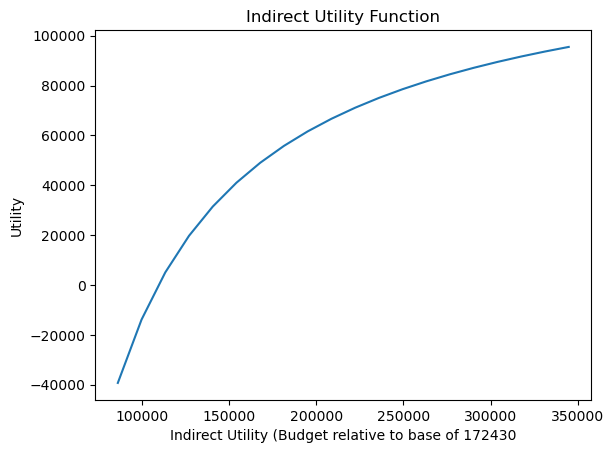 Indirect Utility Function
100000
80000
60000
40000
20000
0
−20000
−40000
Utility
100000 150000 200000 250000 300000 350000
Indirect Utility (Budget relative to base of 172430